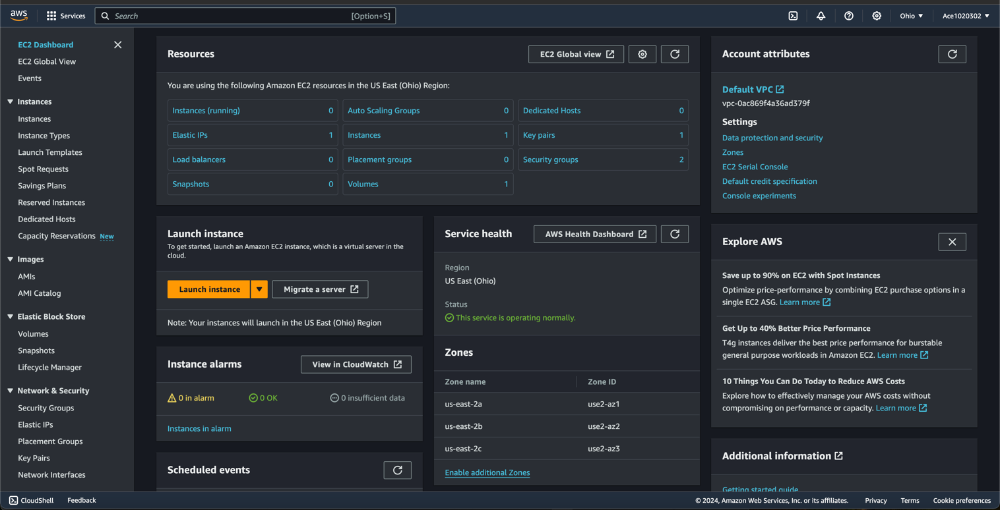 aws
Services
Search
[Option+S]
Ohio
Ace1020302
EC2 Dashboard
EC2 Global View
Events
Instances
Instances
Instance Types
Launch Templates
Spot Requests
Savings Plans
Reserved Instances
Dedicated Hosts
Capacity Reservations New
Images
AMIs
AMI Catalog
Elastic Block Store
Volumes
Snapshots
Lifecycle Manager
Network & Security
Security Groups
Elastic IPs
Placement Groups
Key Pairs
Network Interfaces
Resources
EC2 Global view
You are using the following Amazon EC2 resources in the US East (Ohio) Region:
Instances (running) 0
Auto Scaling Groups 0
Dedicated Hosts 0
Elastic IPs 1
Instances 1
Key pairs 1
Load balancers 0
Placement groups 0
Security groups 2
Snapshots 0
Volumes 1
Launch instance
To get started, launch an Amazon EC2 instance, which is a virtual server in the
cloud.
Launch instance
Migrate a server
Note: Your instances will launch in the US East (Ohio) Region
Instance alarms
View in CloudWatch
0 in alarm
0 OK
0 insufficient data
Instances in alarm
Scheduled events
Service health
AWS Health Dashboard
Region
US East (Ohio)
Status
This service is operating normally.
Zones
Zone name Zone ID
us-east-2a use2-az1
us-east-2b use2-az2
us-east-2c use2-az3
Enable additional Zones
Account attributes
Default VPC
vpc-0ac869f4a36ad379f
Settings
Data protection and security
Zones
EC2 Serial Console
Default credit specification
Console experiments
Explore AWS
Save up to 90% on EC2 with Spot Instances
Optimize price-performance by combining EC2 purchase options in a
single EC2 ASG. Learn more
Get Up to 40% Better Price Performance
T4g instances deliver the best price performance for burstable
general purpose workloads in Amazon EC2. Learn more
10 Things You Can Do Today to Reduce AWS Costs
Explore how to effectively manage your AWS costs without
compromising on performance or capacity. Learn more
Additional information
Getting started guide
CloudShell
Feedback
© 2024, Amazon Web Services, Inc. or its affiliates.
Privacy
Terms
Cookie preferences